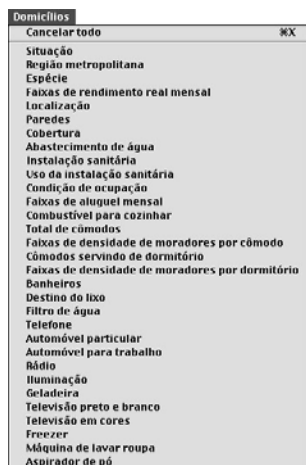 Domicílios
Cancelar todo ⌘X
Situação
Região metropolitana
Espécie
Faixas de rendimento real mensal
Localização
Paredes
Cobertura
Abastecimento de água
Instalação sanitária
Uso da instalação sanitária
Condição de ocupação
Faixas de aluguel mensal
Combustível para cozinhar
Total de cômodos
Faixas de densidade de moradores por cômodo
Cômodos servindo de dormitório
Faixas de densidade de moradores por dormitório
Banheiros
Destino do lixo
Filtro de água
Telefone
Automóvel particular
Automóvel para trabalho
Rádio
Iluminação
Geladeira
Televisão preto e branco
Televisão em cores
Freezer
Máquina de lavar roupa
Aspirador de pó